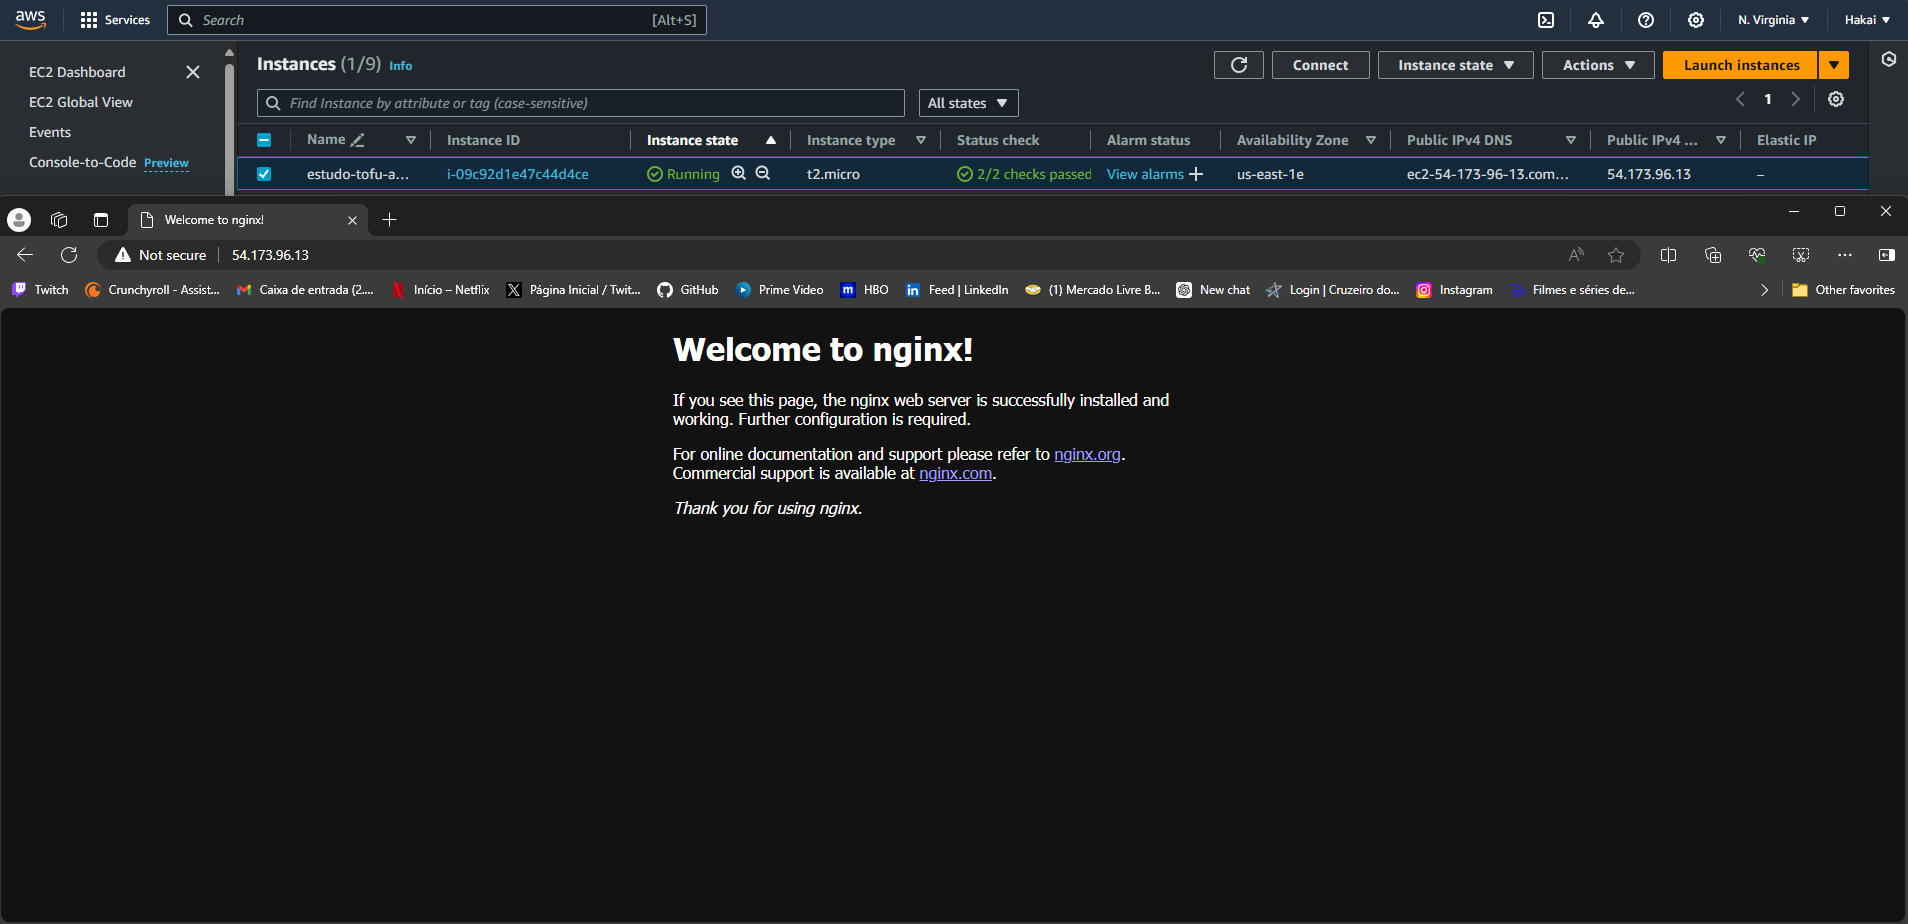 aws Services Search [Alt+S] N. Virginia Hakai
EC2 Dashboard
EC2 Global View
Events
Console-to-Code Preview
Instances (1/9) Info Connect Instance state Actions Launch instances
Find Instance by attribute or tag (case-sensitive) All states 1
Name Instance ID Instance state Instance type Status check Alarm status Availability Zone Public IPv4 DNS Public IPv4 ... Elastic IP
estudo-tofu-a... i-09c92d1e47c44d4ce Running t2.micro 2/2 checks passed View alarms us-east-1e ec2-54-173-96-13.com... 54.173.96.13 –
Welcome to nginx!
Not secure 54.173.96.13
Twitch Crunchyroll - Assist... Caixa de entrada (2.... Início – Netflix Página Inicial / Twit... GitHub Prime Video HBO Feed | LinkedIn (1) Mercado Livre B... New chat Login | Cruzeiro do... Instagram Filmes e séries de... Other favorites
Welcome to nginx!
If you see this page, the nginx web server is successfully installed and
working. Further configuration is required.
For online documentation and support please refer to nginx.org.
Commercial support is available at nginx.com.
Thank you for using nginx.